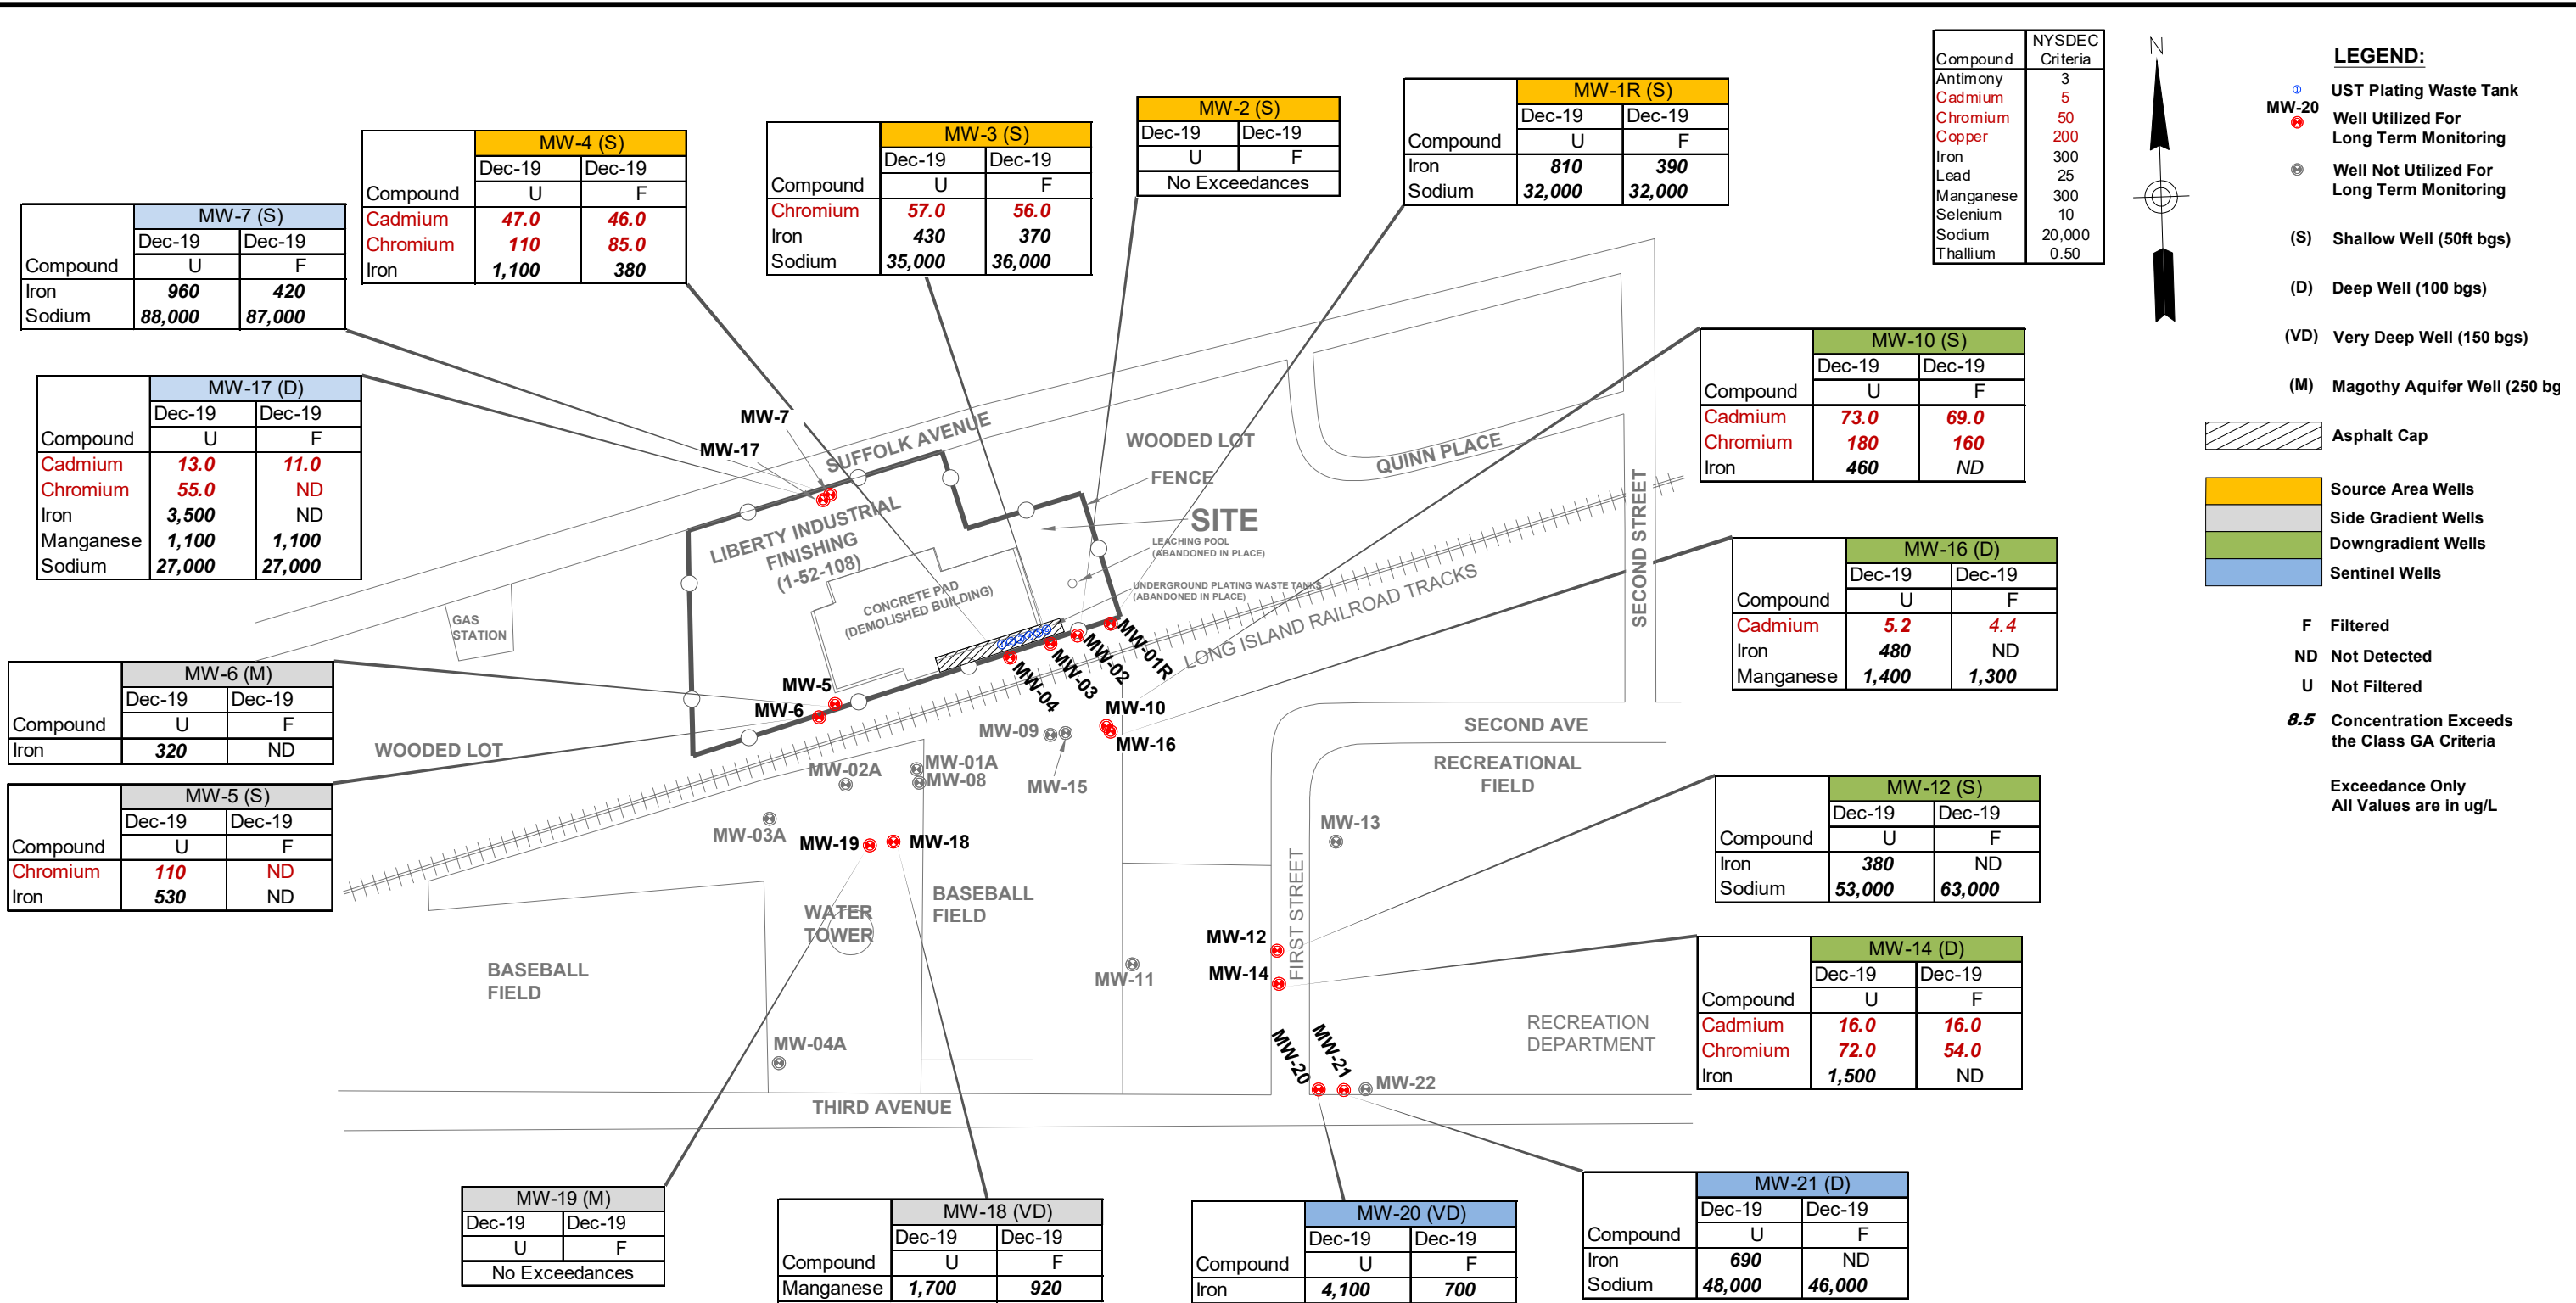 MW-7 (S)
Dec-19 Dec-19
Compound U F
Iron 960 420
Sodium 88,000 87,000
MW-4 (S)
Dec-19 Dec-19
Compound U F
Cadmium 47.0 46.0
Chromium 110 85.0
Iron 1,100 380
MW-3 (S)
Dec-19 Dec-19
Compound U F
Chromium 57.0 56.0
Iron 430 370
Sodium 35,000 36,000
MW-2 (S)
Dec-19 Dec-19
U F
No Exceedances
MW-1R (S)
Dec-19 Dec-19
Compound U F
Iron 810 390
Sodium 32,000 32,000
NYSDEC
Compound Criteria
Antimony 3
Cadmium 5
Chromium 50
Copper 200
Iron 300
Lead 25
Manganese 300
Selenium 10
Sodium 20,000
Thallium 0.50
N
LEGEND:
UST Plating Waste Tank
MW-20 Well Utilized For
Long Term Monitoring
Well Not Utilized For
Long Term Monitoring
(S) Shallow Well (50ft bgs)
(D) Deep Well (100 bgs)
(VD) Very Deep Well (150 bgs)
(M) Magothy Aquifer Well (250 bg
Asphalt Cap
Source Area Wells
Side Gradient Wells
Downgradient Wells
Sentinel Wells
F Filtered
ND Not Detected
U Not Filtered
8.5 Concentration Exceeds
the Class GA Criteria
Exceedance Only
All Values are in ug/L
MW-17 (D)
Dec-19 Dec-19
Compound U F
Cadmium 13.0 11.0
Chromium 55.0 ND
Iron 3,500 ND
Manganese 1,100 1,100
Sodium 27,000 27,000
MW-10 (S)
Dec-19 Dec-19
Compound U F
Cadmium 73.0 69.0
Chromium 180 160
Iron 460 ND
MW-16 (D)
Dec-19 Dec-19
Compound U F
Cadmium 5.2 4.4
Iron 480 ND
Manganese 1,400 1,300
MW-6 (M)
Dec-19 Dec-19
Compound U F
Iron 320 ND
MW-5 (S)
Dec-19 Dec-19
Compound U F
Chromium 110 ND
Iron 530 ND
MW-12 (S)
Dec-19 Dec-19
Compound U F
Iron 380 ND
Sodium 53,000 63,000
MW-14 (D)
Dec-19 Dec-19
Compound U F
Cadmium 16.0 16.0
Chromium 72.0 54.0
Iron 1,500 ND
MW-19 (M)
Dec-19 Dec-19
U F
No Exceedances
MW-18 (VD)
Dec-19 Dec-19
Compound U F
Manganese 1,700 920
MW-20 (VD)
Dec-19 Dec-19
Compound U F
Iron 4,100 700
MW-21 (D)
Dec-19 Dec-19
Compound U F
Iron 690 ND
Sodium 48,000 46,000
MW-7
MW-17
SUFFOLK AVENUE
WOODED LOT
FENCE
QUINN PLACE
SITE
LEACHING POOL
(ABANDONED IN PLACE)
UNDERGROUND PLATING WASTE TANKS
(ABANDONED IN PLACE)
LIBERTY INDUSTRIAL
FINISHING
(1-52-108)
CONCRETE PAD
(DEMOLISHED BUILDING)
GAS
STATION
SECOND STREET
LONG ISLAND RAILROAD TRACKS
MW-01R
MW-02
MW-03
MW-04
MW-5
MW-6
WOODED LOT
MW-10
MW-16
MW-09
MW-15
MW-01A
MW-08
MW-02A
MW-03A
MW-19
MW-18
SECOND AVE
RECREATIONAL
FIELD
MW-13
FIRST STREET
WATER
TOWER
BASEBALL
FIELD
BASEBALL
FIELD
MW-12
MW-14
MW-11
MW-04A
MW-20
MW-21
MW-22
RECREATION
DEPARTMENT
THIRD AVENUE